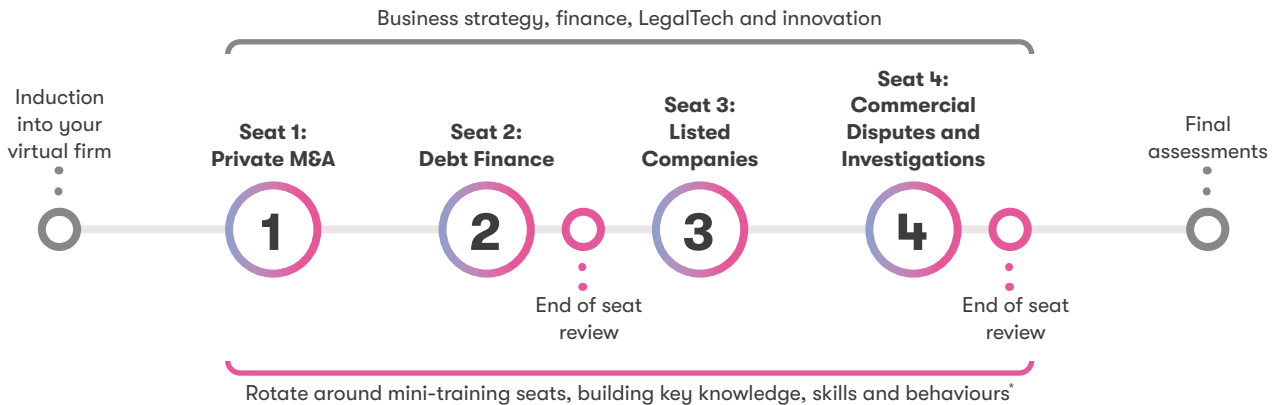 Business strategy, finance, LegalTech and innovation
Induction
into your
virtual firm
Seat 1:
Private M&A
Seat 2:
Debt Finance
Seat 3:
Listed
Companies
Seat 4:
Commercial
Disputes and
Investigations
Final
assessments
1
2
3
4
End of seat
review
End of seat
review
Rotate around mini-training seats, building key knowledge, skills and behaviours*